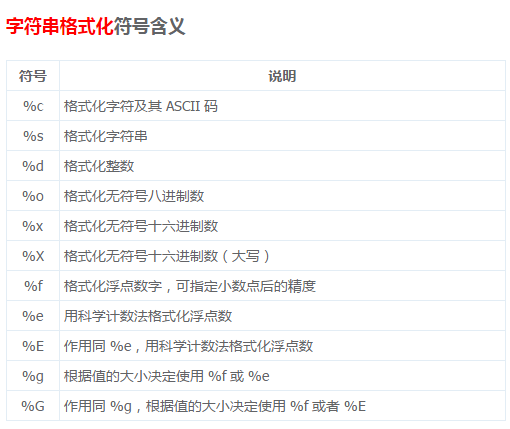 字符串格式化符号含义
符号 说明
%c 格式化字符及其 ASCII 码
%s 格式化字符串
%d 格式化整数
%o 格式化无符号八进制数
%x 格式化无符号十六进制数
%X 格式化无符号十六进制数（大写）
%f 格式化浮点数字，可指定小数点后的精度
%e 用科学计数法格式化浮点数
%E 作用同 %e，用科学计数法格式化浮点数
%g 根据值的大小决定使用 %f 或 %e
%G 作用同 %g，根据值的大小决定使用 %f 或者 %E